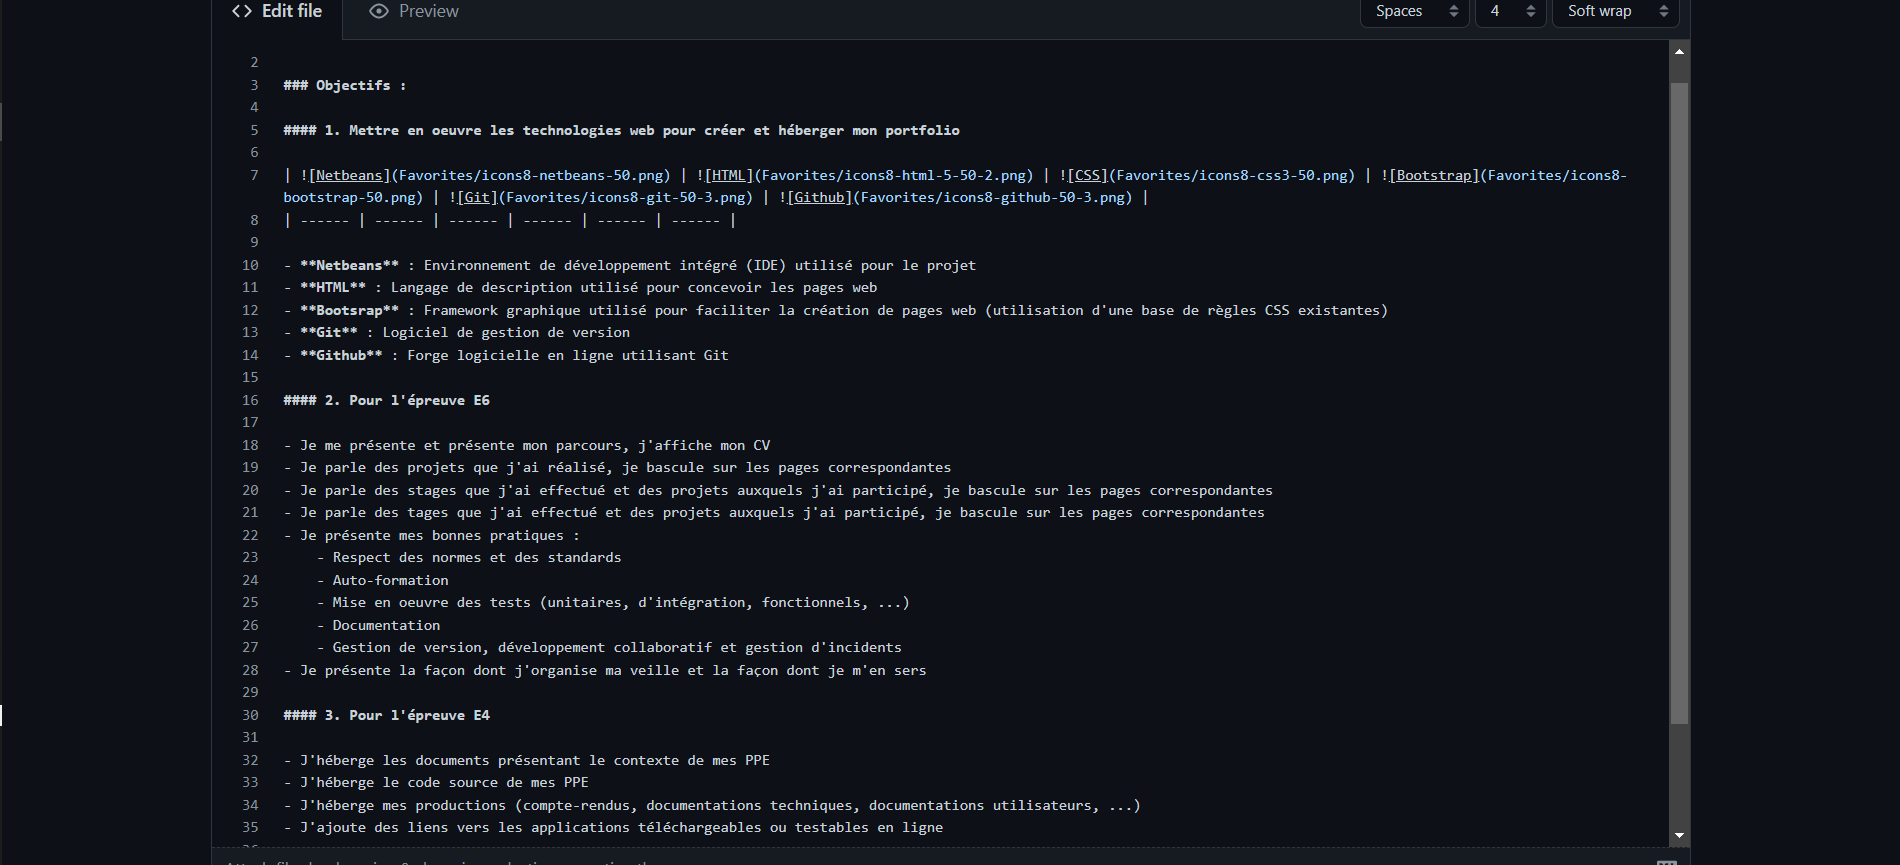 Edit file Preview Spaces 4 Soft wrap
2
3 ### Objectifs :
4
5 #### 1. Mettre en oeuvre les technologies web pour créer et héberger mon portfolio
6
7 | ![Netbeans](Favorites/icons8-netbeans-50.png) | ![HTML](Favorites/icons8-html-5-50-2.png) | ![CSS](Favorites/icons8-css3-50.png) | ![Bootstrap](Favorites/icons8-
bootstrap-50.png) | ![Git](Favorites/icons8-git-50-3.png) | ![Github](Favorites/icons8-github-50-3.png) |
8 | ------ | ------ | ------ | ------ | ------ | ------ |
9
10 - **Netbeans** : Environnement de développement intégré (IDE) utilisé pour le projet
11 - **HTML** : Langage de description utilisé pour concevoir les pages web
12 - **Bootsrap** : Framework graphique utilisé pour faciliter la création de pages web (utilisation d'une base de règles CSS existantes)
13 - **Git** : Logiciel de gestion de version
14 - **Github** : Forge logicielle en ligne utilisant Git
15
16 #### 2. Pour l'épreuve E6
17
18 - Je me présente et présente mon parcours, j'affiche mon CV
19 - Je parle des projets que j'ai réalisé, je bascule sur les pages correspondantes
20 - Je parle des stages que j'ai effectué et des projets auxquels j'ai participé, je bascule sur les pages correspondantes
21 - Je parle des tages que j'ai effectué et des projets auxquels j'ai participé, je bascule sur les pages correspondantes
22 - Je présente mes bonnes pratiques :
23 - Respect des normes et des standards
24 - Auto-formation
25 - Mise en oeuvre des tests (unitaires, d'intégration, fonctionnels, ...)
26 - Documentation
27 - Gestion de version, développement collaboratif et gestion d'incidents
28 - Je présente la façon dont j'organise ma veille et la façon dont je m'en sers
29
30 #### 3. Pour l'épreuve E4
31
32 - J'héberge les documents présentant le contexte de mes PPE
33 - J'héberge le code source de mes PPE
34 - J'héberge mes productions (compte-rendus, documentations techniques, documentations utilisateurs, ...)
35 - J'ajoute des liens vers les applications téléchargeables ou testables en ligne